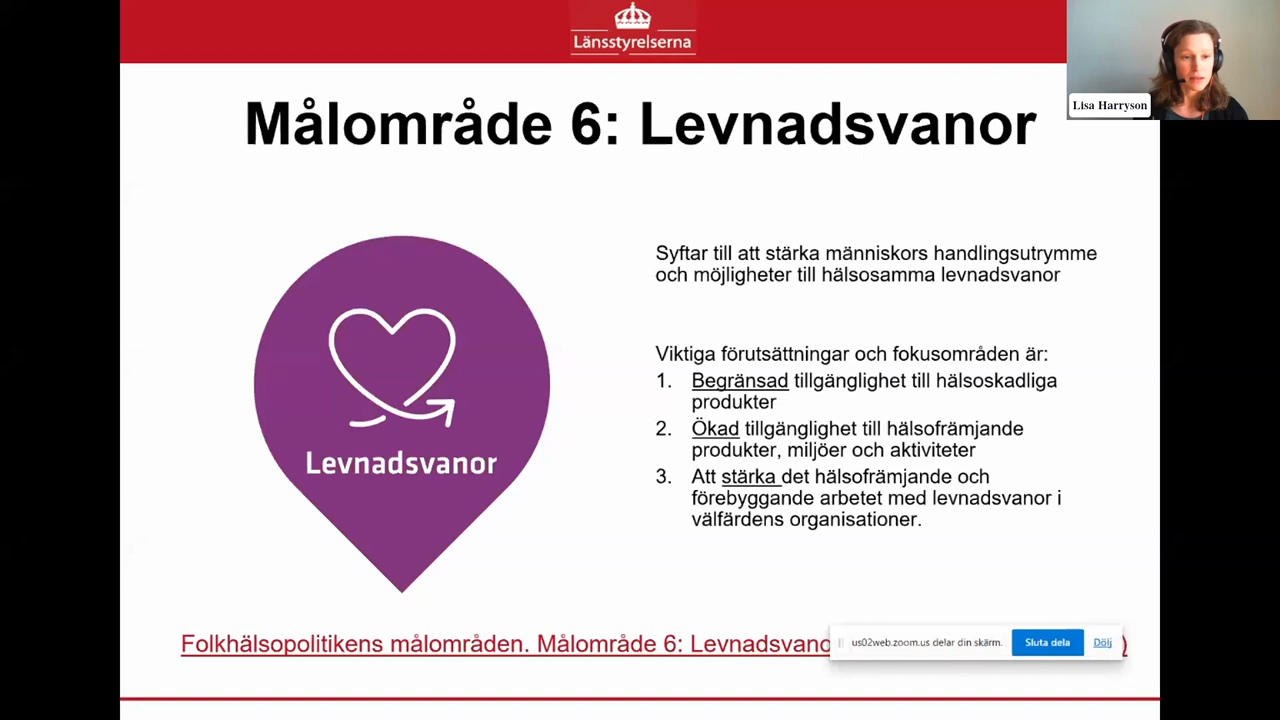 Länsstyrelserna
Lisa Harryson
Målområde 6: Levnadsvanor
Syftar till att stärka människors handlingsutrymme
och möjligheter till hälsosamma levnadsvanor
Levnadsvanor
Viktiga förutsättningar och fokusområden är:
1. Begränsad tillgänglighet till hälsoskadliga
produkter
2. Ökad tillgänglighet till hälsofrämjande
produkter, miljöer och aktiviteter
3. Att stärka det hälsofrämjande och
förebyggande arbetet med levnadsvanor i
välfärdens organisationer.
Folkhälsopolitikens målområden. Målområde 6: Levnadsvano )
us02web.zoom.us delar din skärm. Sluta dela Dölj